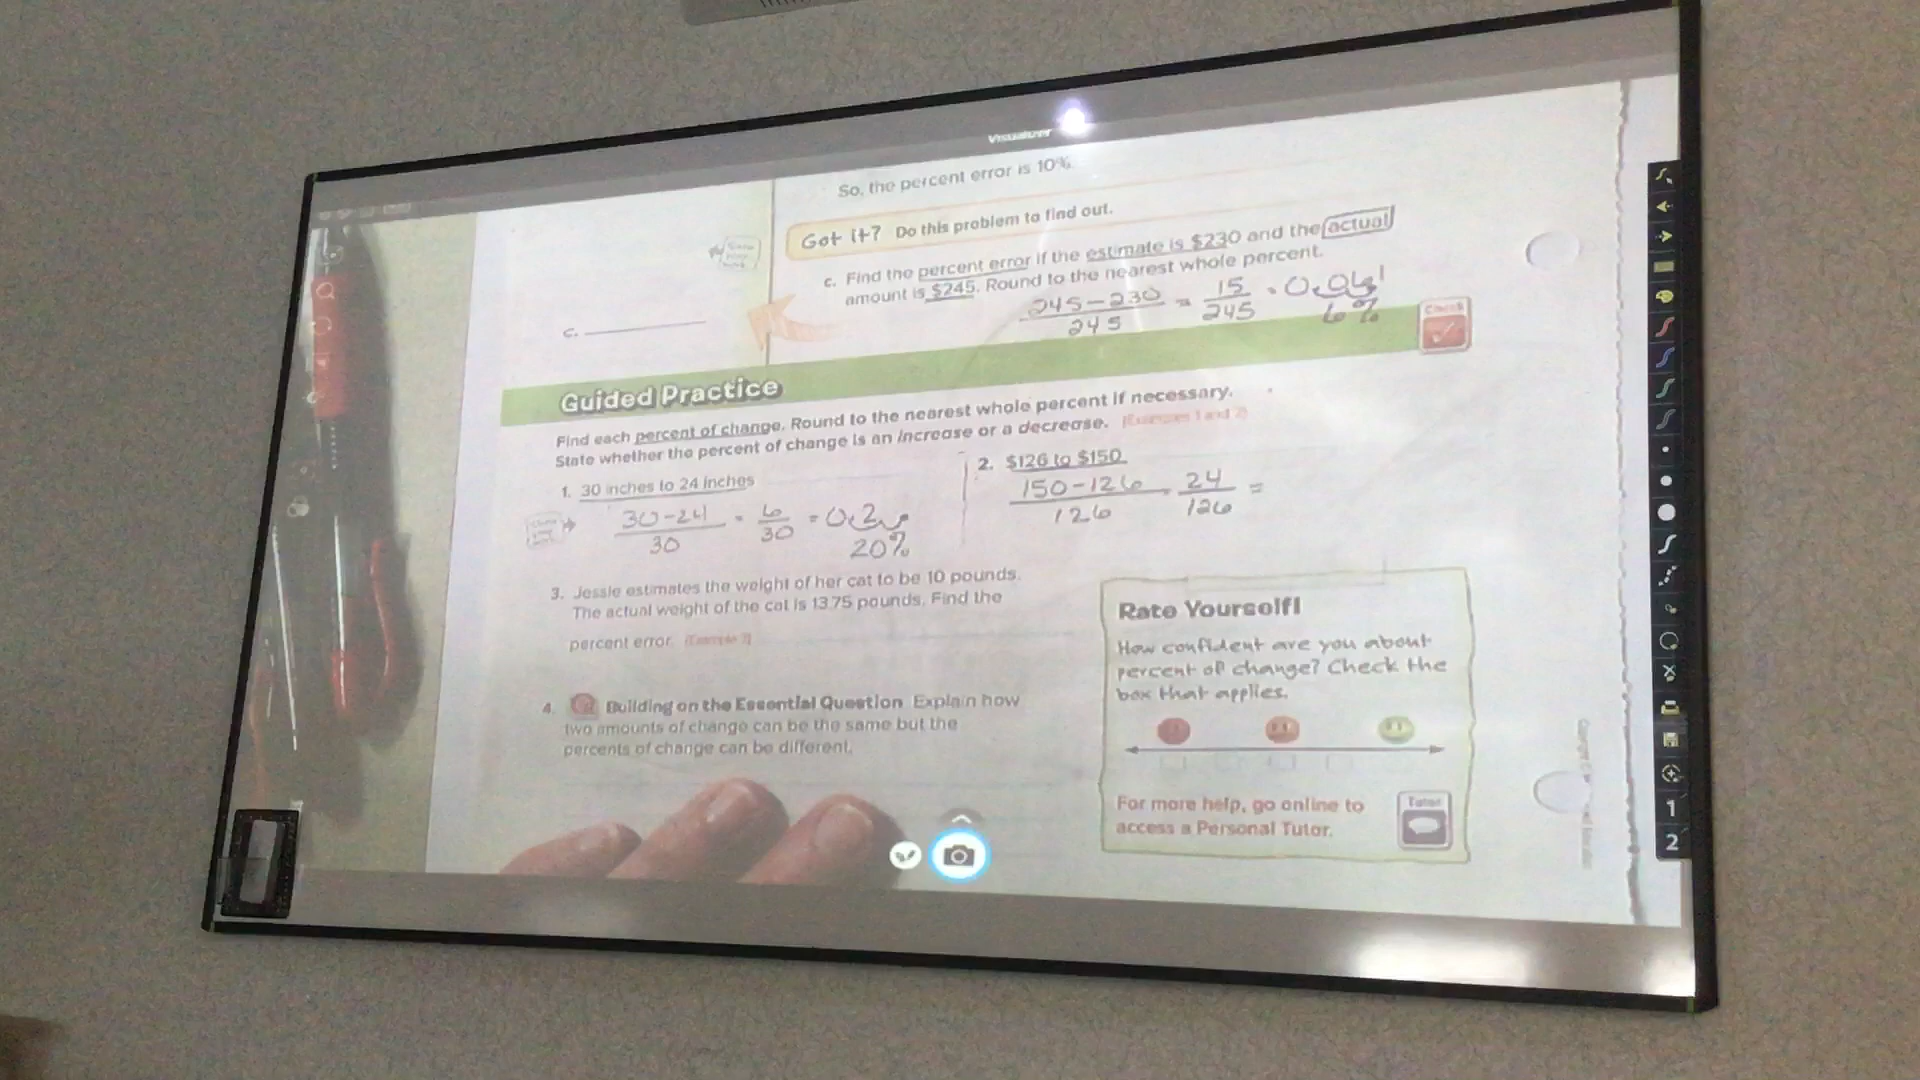 Visualizer
So, the percent error is 10%.
Got it? Do this problem to find out.
c. Find the percent error if the estimate is $230 and the actual
amount is $245. Round to the nearest whole percent.
245-230
245
15
245
6%
c.
Check
Guided Practice
Find each percent of change. Round to the nearest whole percent if necessary.
State whether the percent of change is an increase or a decrease. (Examples 1 and 2)
1. 30 inches to 24 inches
30-24
30
= 6
30
= 0.2
20%
2. $126 to $150
150-126
126
24
126
=
3. Jessie estimates the weight of her cat to be 10 pounds.
The actual weight of the cat is 13.75 pounds. Find the
percent error. (Example 3)
4. Building on the Essential Question Explain how
two amounts of change can be the same but the
percents of change can be different.
Rate Yourself!
How confident are you about
percent of change? Check the
box that applies.
For more help, go online to
access a Personal Tutor.
Tutor
1
2